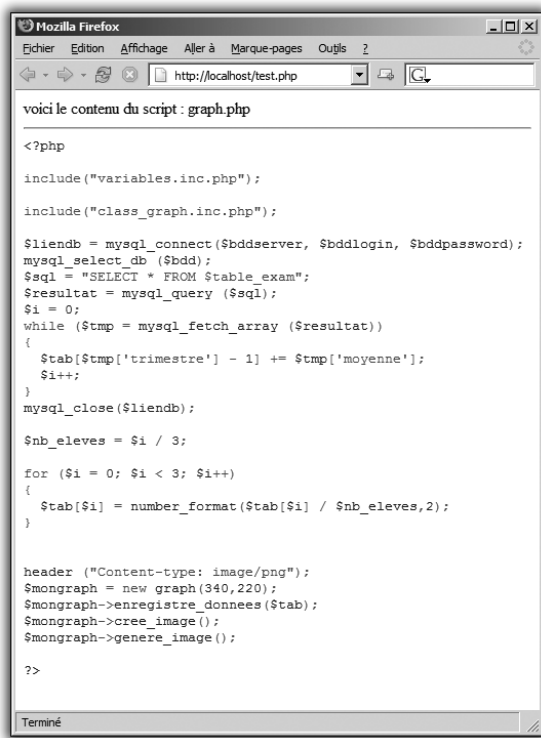 Mozilla Firefox
Fichier Edition Affichage Aller à Marque-pages Outils ?
http://localhost/test.php G
voici le contenu du script : graph.php
<?php
include("variables.inc.php");
include("class_graph.inc.php");
$liendb = mysql_connect($bddserver, $bddlogin, $bddpassword);
mysql_select_db ($bdd);
$sql = "SELECT * FROM $table_exam";
$resultat = mysql_query ($sql);
$i = 0;
while ($tmp = mysql_fetch_array ($resultat))
{
$tab[$tmp['trimestre'] - 1] += $tmp['moyenne'];
$i++;
}
mysql_close($liendb);
$nb_eleves = $i / 3;
for ($i = 0; $i < 3; $i++)
{
$tab[$i] = number_format($tab[$i] / $nb_eleves,2);
}
header ("Content-type: image/png");
$mongraph = new graph(340,220);
$mongraph->enregistre_donnees($tab);
$mongraph->cree_image();
$mongraph->genere_image();
?>
Terminé